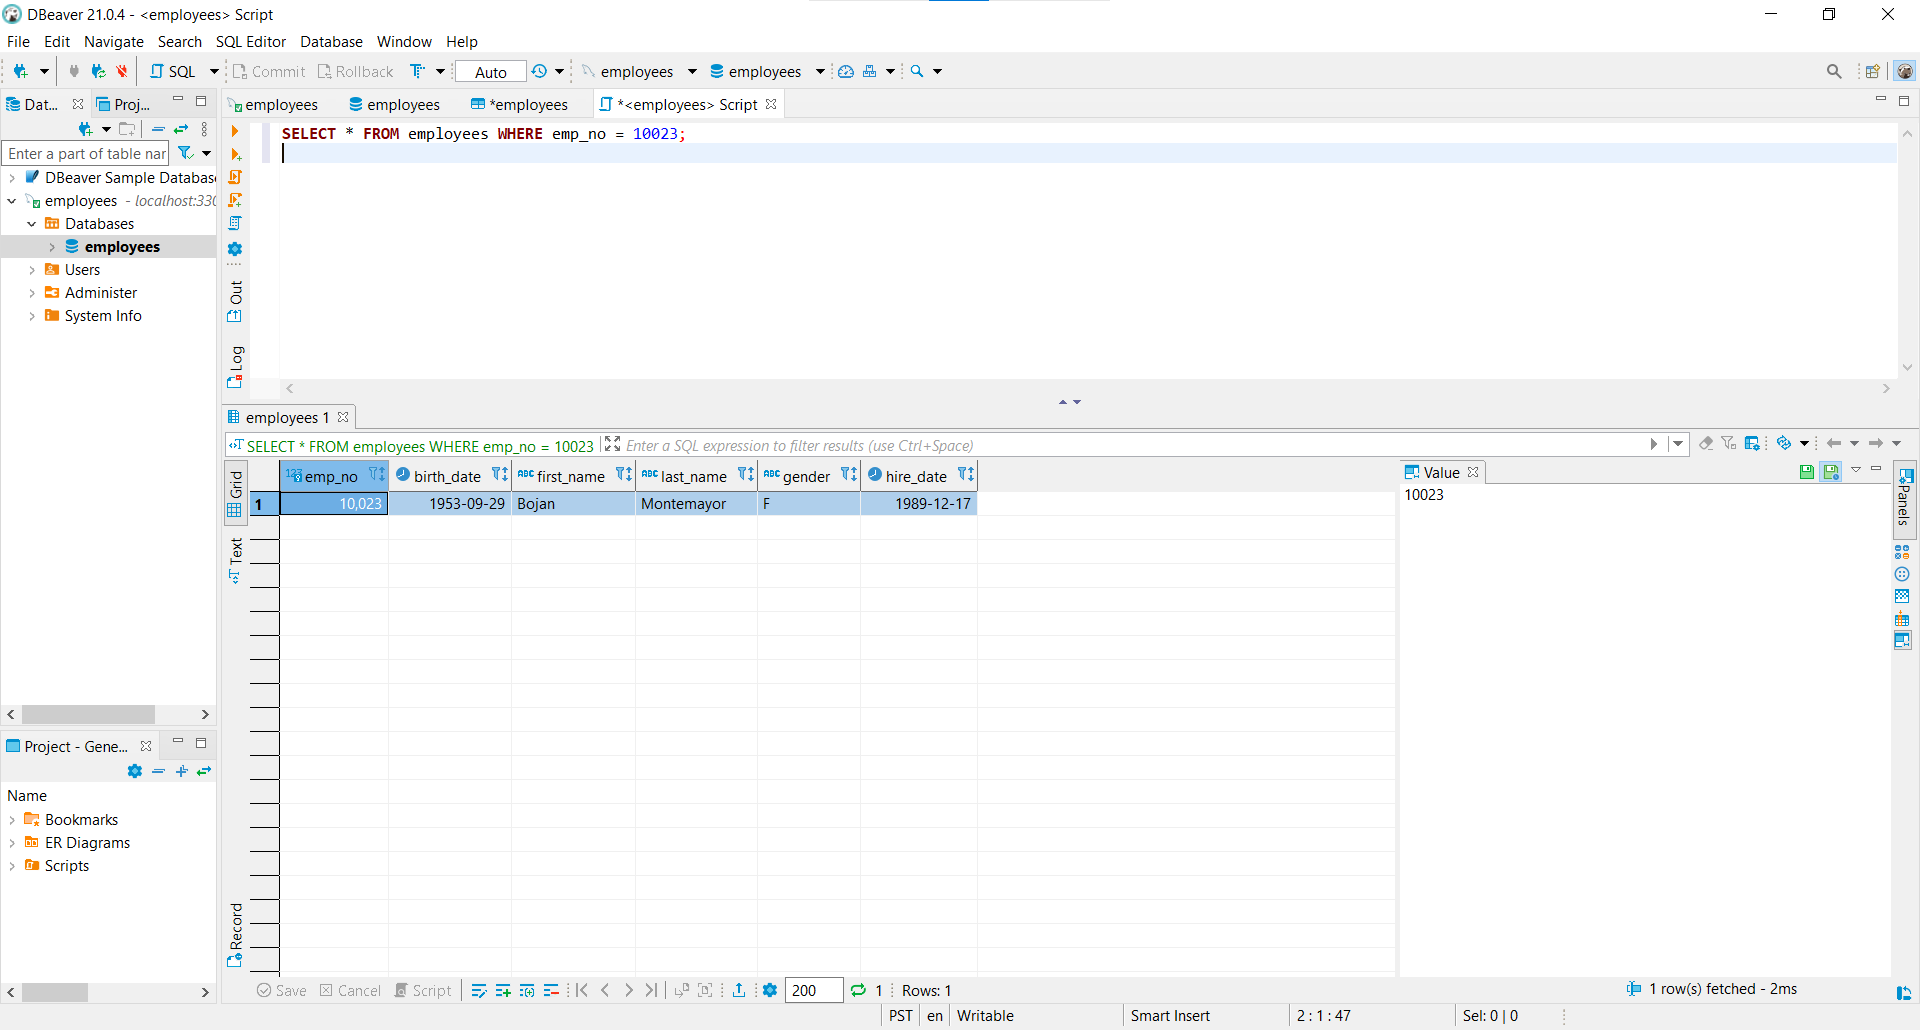 DBeaver 21.0.4 - <employees> Script
File Edit Navigate Search SQL Editor Database Window Help
SQL Commit Rollback Auto employees employees
Dat... Proj...
employees employees *employees *<employees> Script
Enter a part of table nar
DBeaver Sample Databas
employees - localhost:330
Databases
employees
Users
Administer
System Info
SELECT * FROM employees WHERE emp_no = 10023;
Out
Log
employees 1
SELECT * FROM employees WHERE emp_no = 10023 Enter a SQL expression to filter results (use Ctrl+Space)
Grid
Text
Record
123 emp_no birth_date ABC first_name ABC last_name ABC gender hire_date
1 10,023 1953-09-29 Bojan Montemayor F 1989-12-17
Value
10023
Panels
Project - Gene...
Name
Bookmarks
ER Diagrams
Scripts
Save Cancel Script 200 1 Rows: 1
1 row(s) fetched - 2ms
PST en Writable Smart Insert 2 : 1 : 47 Sel: 0 | 0